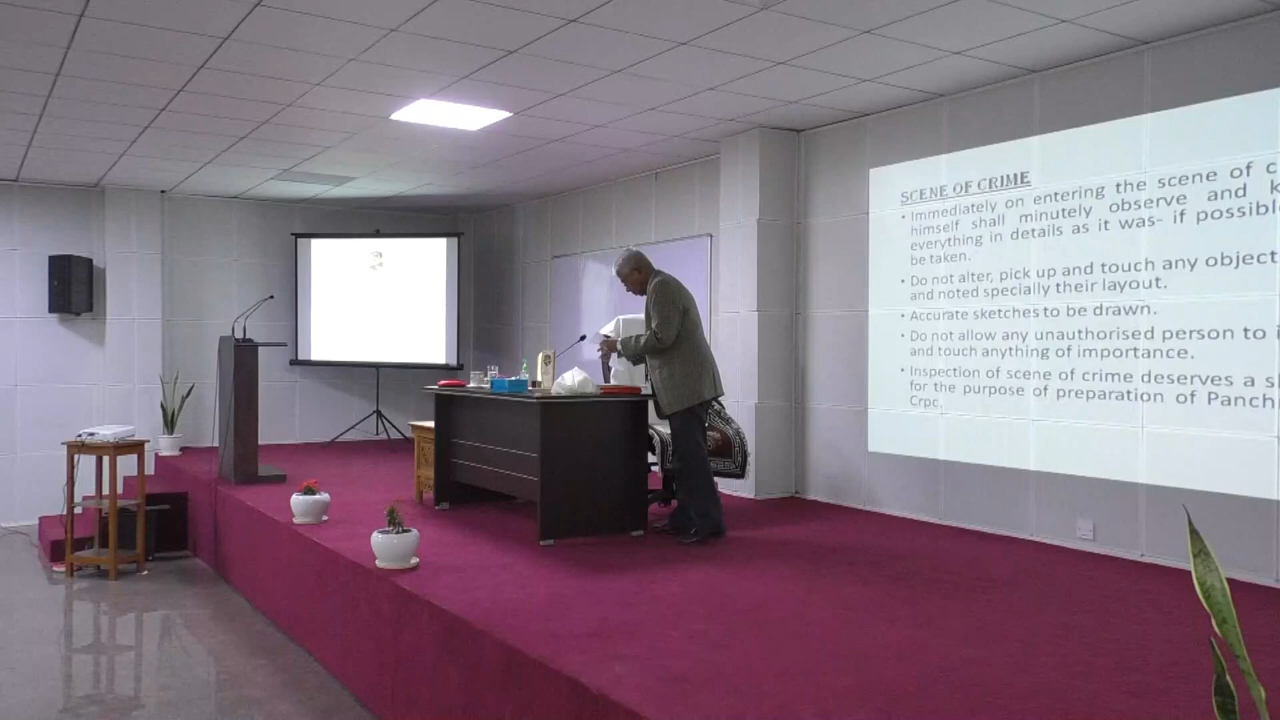 SCENE OF CRIME
• Immediately on entering the scene of c
himself shall minutely observe and k
everything in details as it was- if possibl
be taken.
• Do not alter, pick up and touch any object
and noted specially their layout.
• Accurate sketches to be drawn.
• Do not allow any unauthorised person to
and touch anything of importance.
• Inspection of scene of crime deserves a s
for the purpose of preparation of Panch
Crpc.